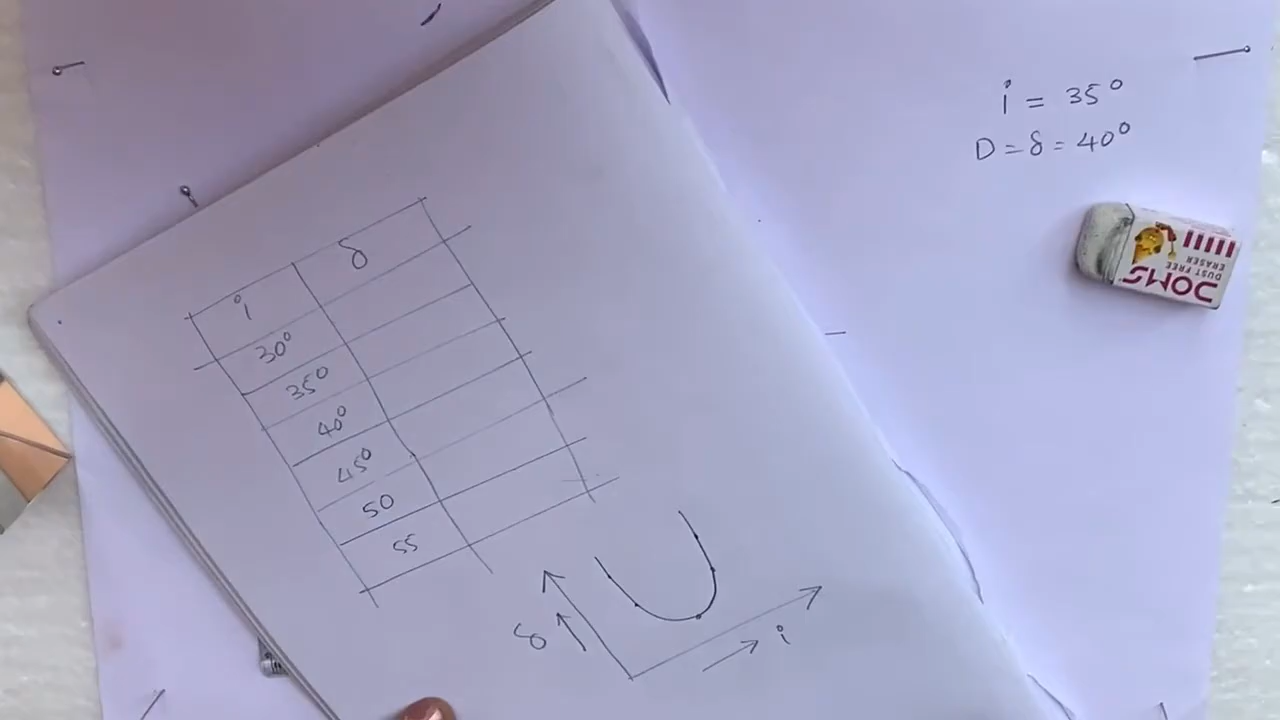 i = 35°
D = δ = 40°
DOMS
DUST FREE
ERASER
i δ
30°
35°
40°
45°
50
55
δ
i